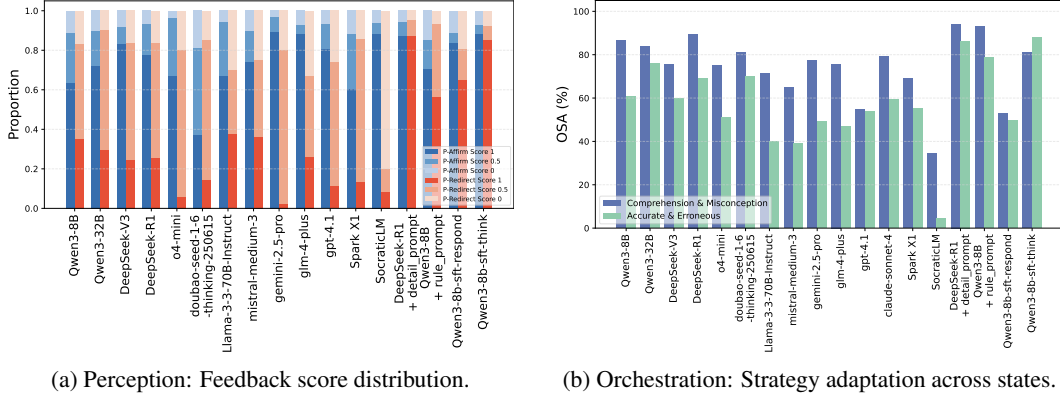 1.0
0.8
0.6
0.4
0.2
0.0
Proportion
P-Affirm Score 1
P-Affirm Score 0.5
P-Affirm Score 0
P-Redirect Score 1
P-Redirect Score 0.5
P-Redirect Score 0
Qwen3-8B
Qwen3-32B
DeepSeek-V3
DeepSeek-R1
o4-mini
doubao-seed-1-6
-thinking-250615
Llama-3-3-70B-Instruct
mistral-medium-3
gemini-2.5-pro
glm-4-plus
gpt-4.1
Spark X1
SocraticLM
DeepSeek-R1
+ detail_prompt
Qwen3-8B
+ rule_prompt
Qwen3-8b-sft-respond
Qwen3-8b-sft-think
(a) Perception: Feedback score distribution.
100
80
60
40
20
0
OSA (%)
Comprehension & Misconception
Accurate & Erroneous
Qwen3-8B
Qwen3-32B
DeepSeek-V3
DeepSeek-R1
o4-mini
doubao-seed-1-6
-thinking-250615
Llama-3-3-70B-Instruct
mistral-medium-3
gemini-2.5-pro
glm-4-plus
gpt-4.1
claude-sonnet-4
Spark X1
SocraticLM
DeepSeek-R1
+ detail_prompt
Qwen3-8B
+ rule_prompt
Qwen3-8b-sft-respond
Qwen3-8b-sft-think
(b) Orchestration: Strategy adaptation across states.